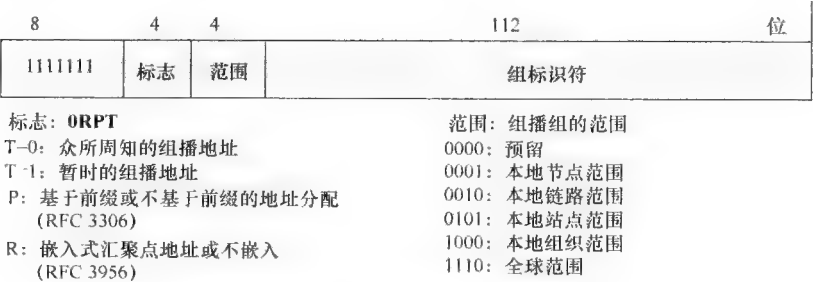 8 4 4 112 位
1111111 标志 范围 组标识符
标志：0RPT
T-0：众所周知的组播地址
T-1：暂时的组播地址
P：基于前缀或不基于前缀的地址分配
(RFC 3306)
R：嵌入式汇聚点地址或不嵌入
(RFC 3956)
范围：组播组的范围
0000：预留
0001：本地节点范围
0010：本地链路范围
0101：本地站点范围
1000：本地组织范围
1110：全球范围